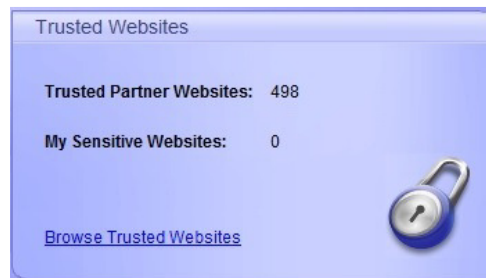 Trusted Websites
Trusted Partner Websites: 498
My Sensitive Websites: 0
Browse Trusted Websites